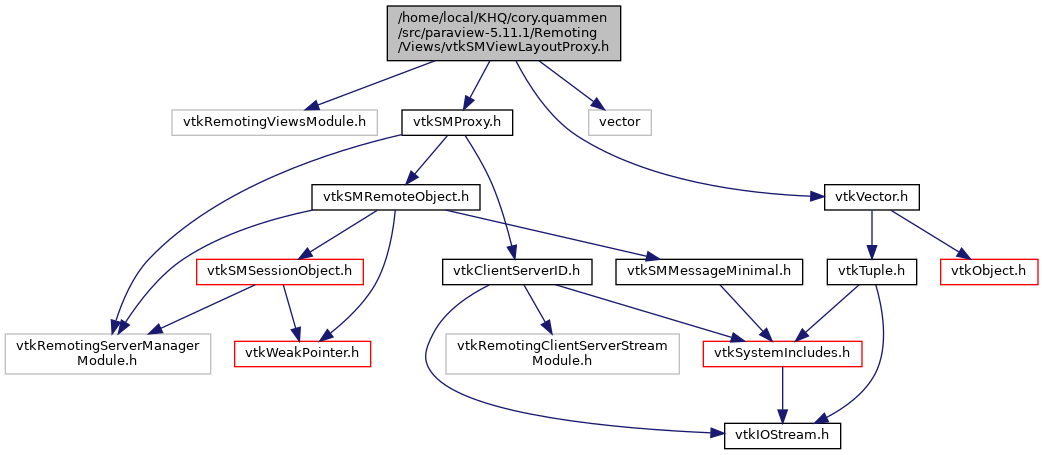 /home/local/KHQ/cory.quammen
/src/paraview-5.11.1/Remoting
/Views/vtkSMViewLayoutProxy.h
vtkRemotingViewsModule.h
vtkSMProxy.h
vector
vtkSMRemoteObject.h
vtkVector.h
vtkSMSessionObject.h
vtkClientServerID.h
vtkSMMessageMinimal.h
vtkTuple.h
vtkObject.h
vtkRemotingServerManager
Module.h
vtkWeakPointer.h
vtkRemotingClientServerStream
Module.h
vtkSystemIncludes.h
vtkIOStream.h